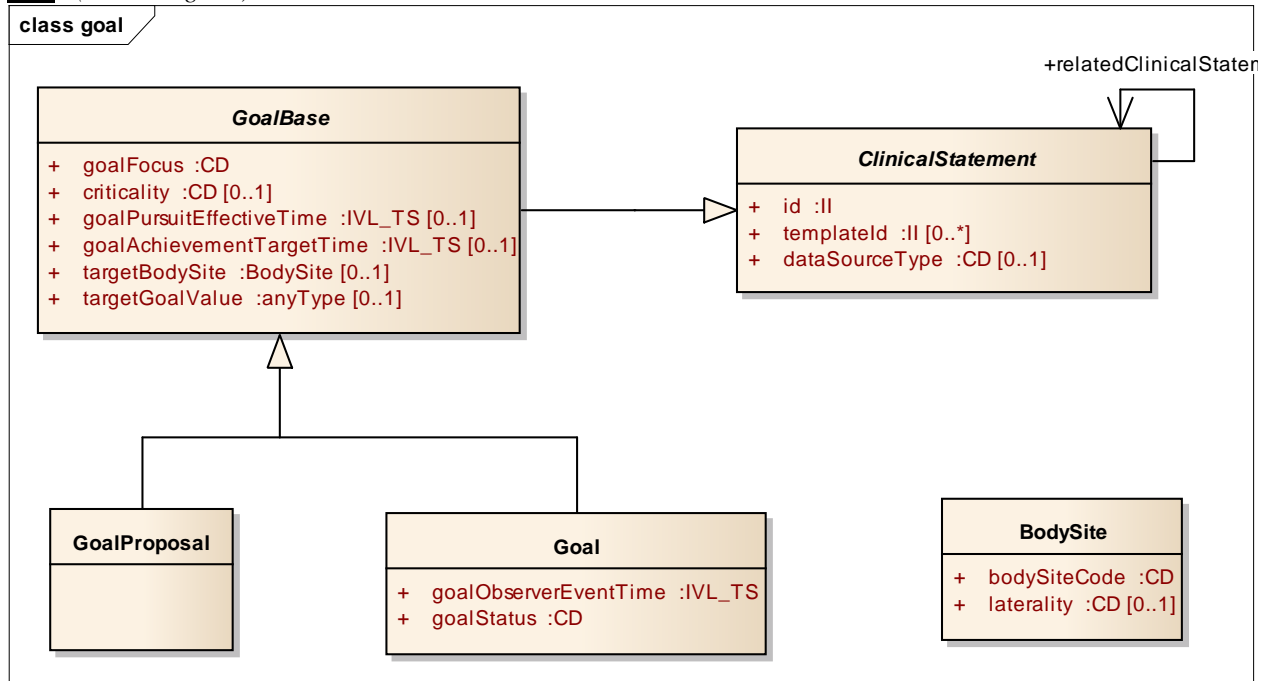 class goal
+relatedClinicalStatem
GoalBase
+ goalFocus :CD
+ criticality :CD [0..1]
+ goalPursuitEffectiveTime :IVL_TS [0..1]
+ goalAchievementTargetTime :IVL_TS [0..1]
+ targetBodySite :BodySite [0..1]
+ targetGoalValue :anyType [0..1]
ClinicalStatement
+ id :II
+ templateId :II [0..*]
+ dataSourceType :CD [0..1]
GoalProposal
Goal
+ goalObserverEventTime :IVL_TS
+ goalStatus :CD
BodySite
+ bodySiteCode :CD
+ laterality :CD [0..1]